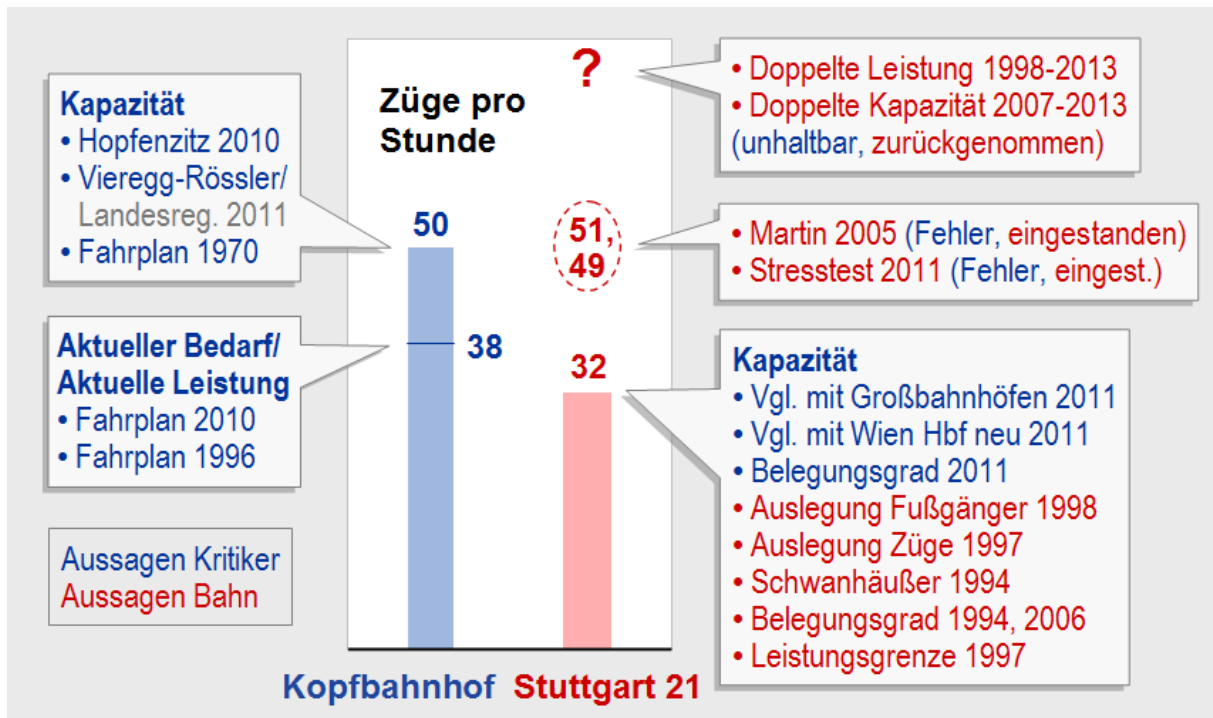 Kapazität
• Hopfenzitz 2010
• Vieregg-Rössler/
Landesreg. 2011
• Fahrplan 1970
Aktueller Bedarf/
Aktuelle Leistung
• Fahrplan 2010
• Fahrplan 1996
Aussagen Kritiker
Aussagen Bahn
Züge pro
Stunde
50
38
?
51,
49
32
Kopfbahnhof
Stuttgart 21
• Doppelte Leistung 1998-2013
• Doppelte Kapazität 2007-2013
(unhaltbar, zurückgenommen)
• Martin 2005 (Fehler, eingestanden)
• Stresstest 2011 (Fehler, eingest.)
Kapazität
• Vgl. mit Großbahnhöfen 2011
• Vgl. mit Wien Hbf neu 2011
• Belegungsgrad 2011
• Auslegung Fußgänger 1998
• Auslegung Züge 1997
• Schwanhäußer 1994
• Belegungsgrad 1994, 2006
• Leistungsgrenze 1997